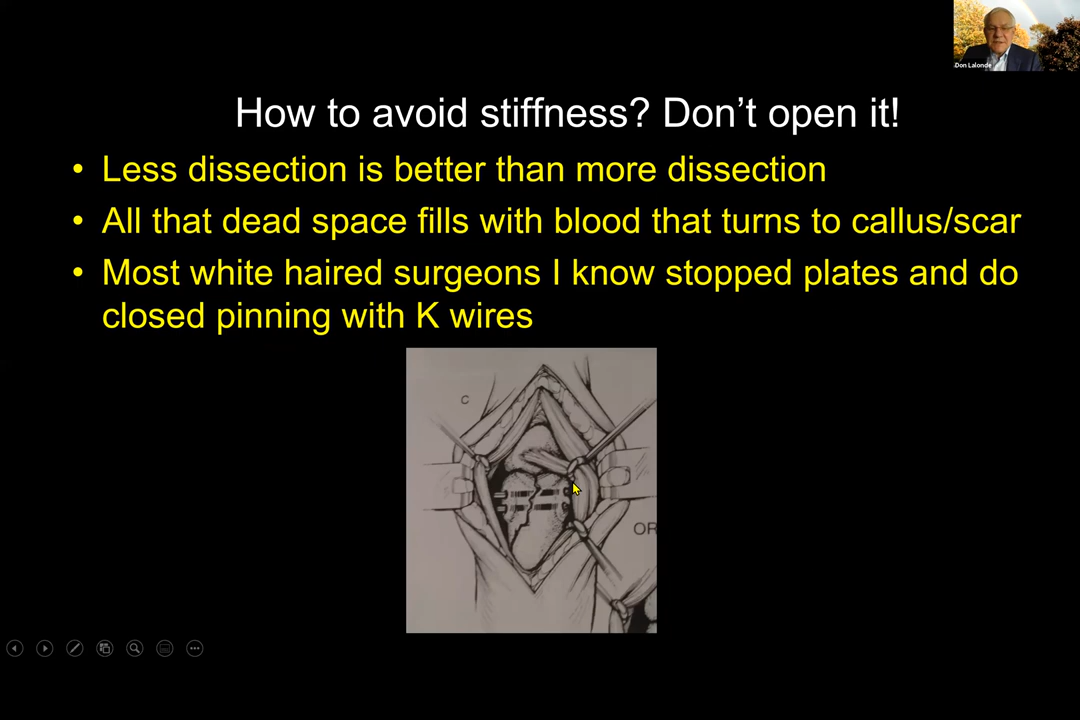 Don Lalonde
How to avoid stiffness? Don't open it!
• Less dissection is better than more dissection
• All that dead space fills with blood that turns to callus/scar
• Most white haired surgeons I know stopped plates and do
closed pinning with K wires
C
OR